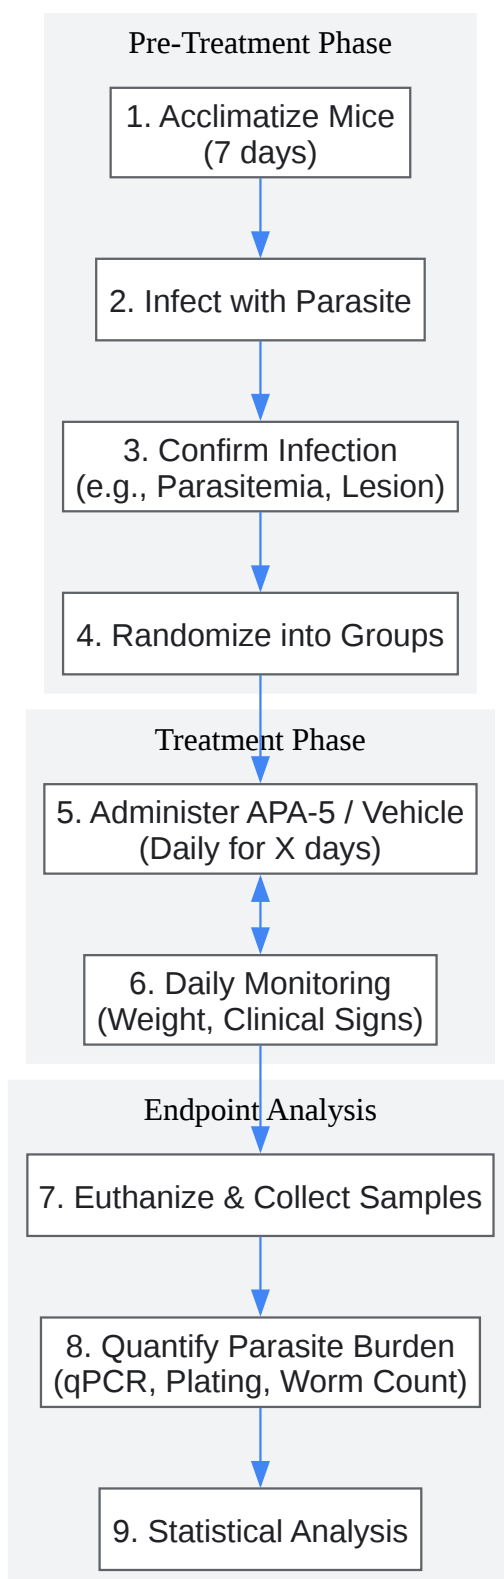 Pre-Treatment Phase
1. Acclimatize Mice
(7 days)
2. Infect with Parasite
3. Confirm Infection
(e.g., Parasitemia, Lesion)
4. Randomize into Groups
Treatment Phase
5. Administer APA-5 / Vehicle
(Daily for X days)
6. Daily Monitoring
(Weight, Clinical Signs)
Endpoint Analysis
7. Euthanize & Collect Samples
8. Quantify Parasite Burden
(qPCR, Plating, Worm Count)
9. Statistical Analysis